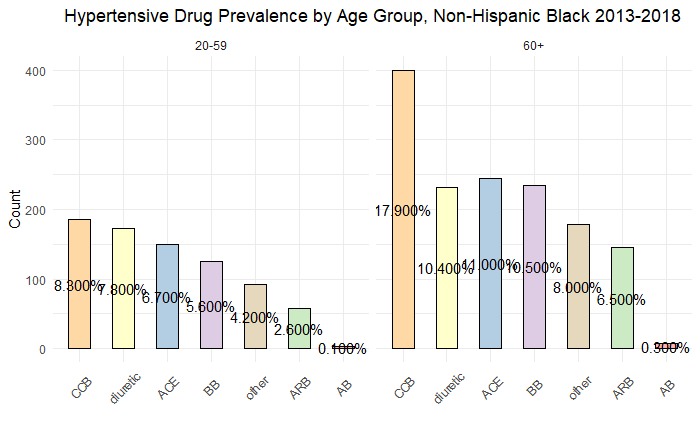 Hypertensive Drug Prevalence by Age Group, Non-Hispanic Black 2013-2018
20-59
60+
Count
400
300
200
100
0
8.300%
7.800%
6.700%
5.600%
4.200%
2.600%
0.100%
17.900%
10.400%
11.000%
10.500%
8.000%
6.500%
0.300%
CCB
diuretic
ACE
BB
other
ARB
AB
CCB
diuretic
ACE
BB
other
ARB
AB